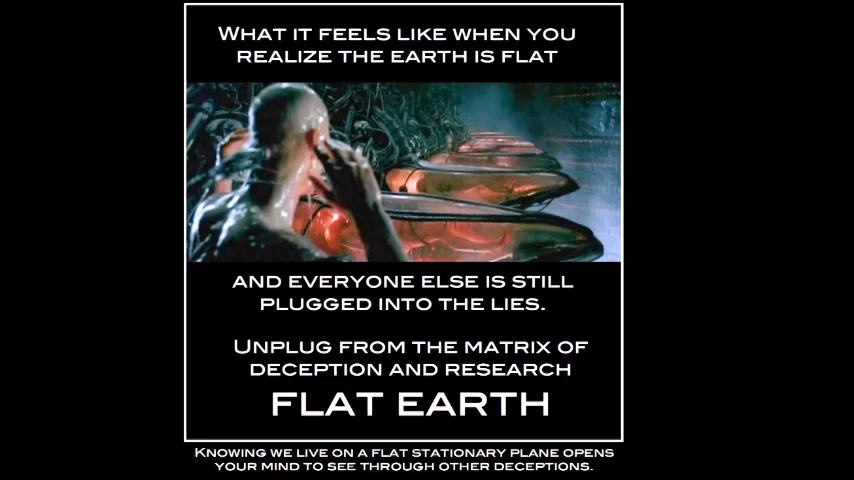 What it feels like when you
realize the earth is flat
and everyone else is still
plugged into the lies.
Unplug from the matrix of
deception and research
FLAT EARTH
Knowing we live on a flat stationary plane opens
your mind to see through other deceptions.